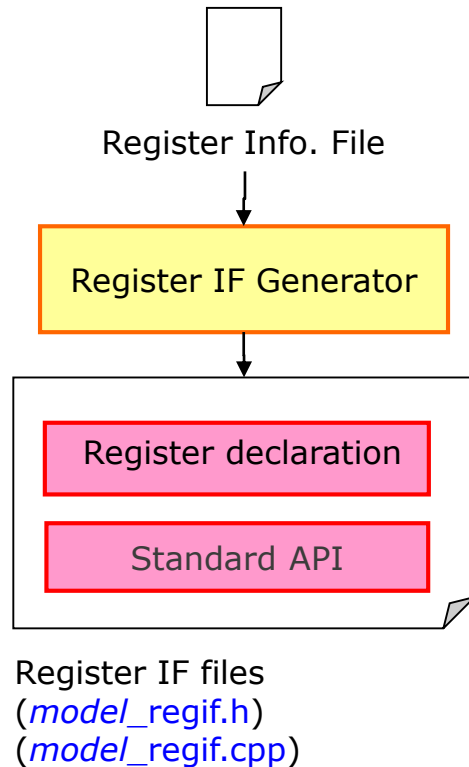 Register Info. File
Register IF Generator
Register declaration
Standard API
Register IF files
(model_regif.h)
(model_regif.cpp)